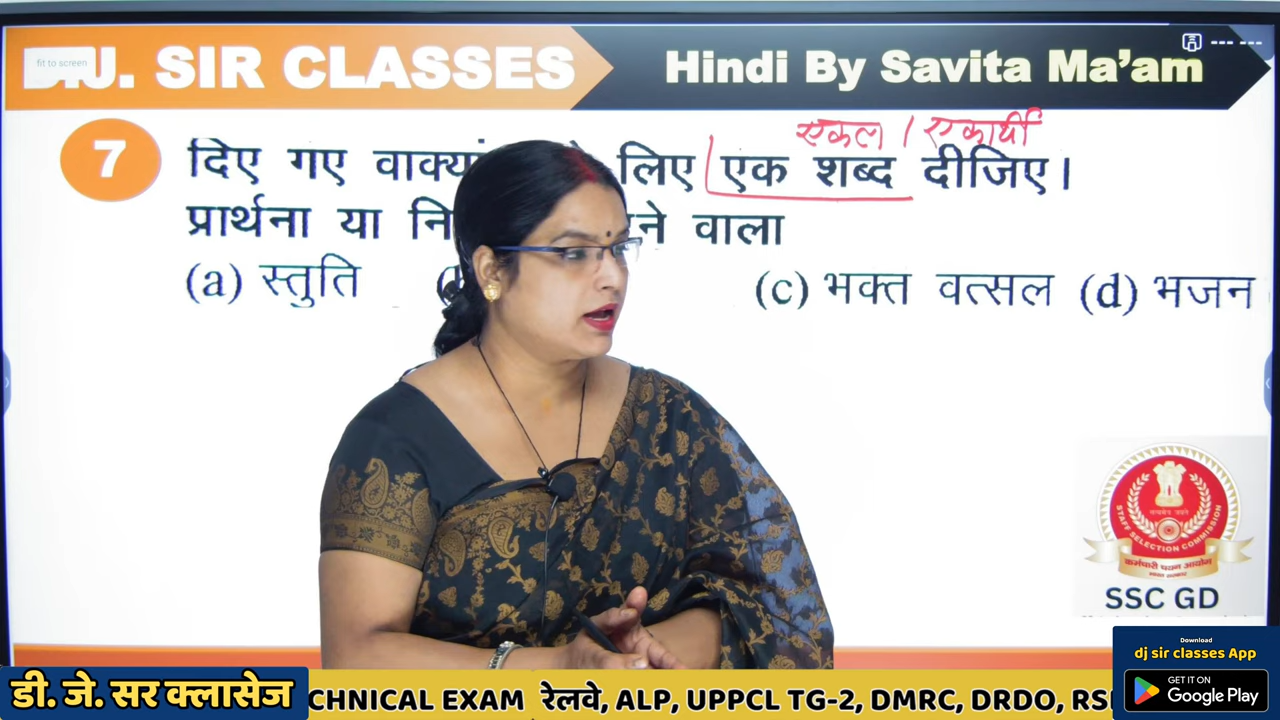 fit to screen
J. SIR CLASSES
Hindi By Savita Ma'am
एकल / एकार्थी
7
दिए गए लिए एक शब्द दीजिए।
प्रार्थना या वाला
(a) स्तुति (c) भक्त वत्सल (d) भजन
STAFF SELECTION COMMISSION
कर्मचारी चयन आयोग
SSC GD
Download
dj sir classes App
GET IT ON
Google Play
डी. जे. सर क्लासेज
CHNICAL EXAM रेलवे, ALP, UPPCL TG-2, DMRC, DRDO, RS